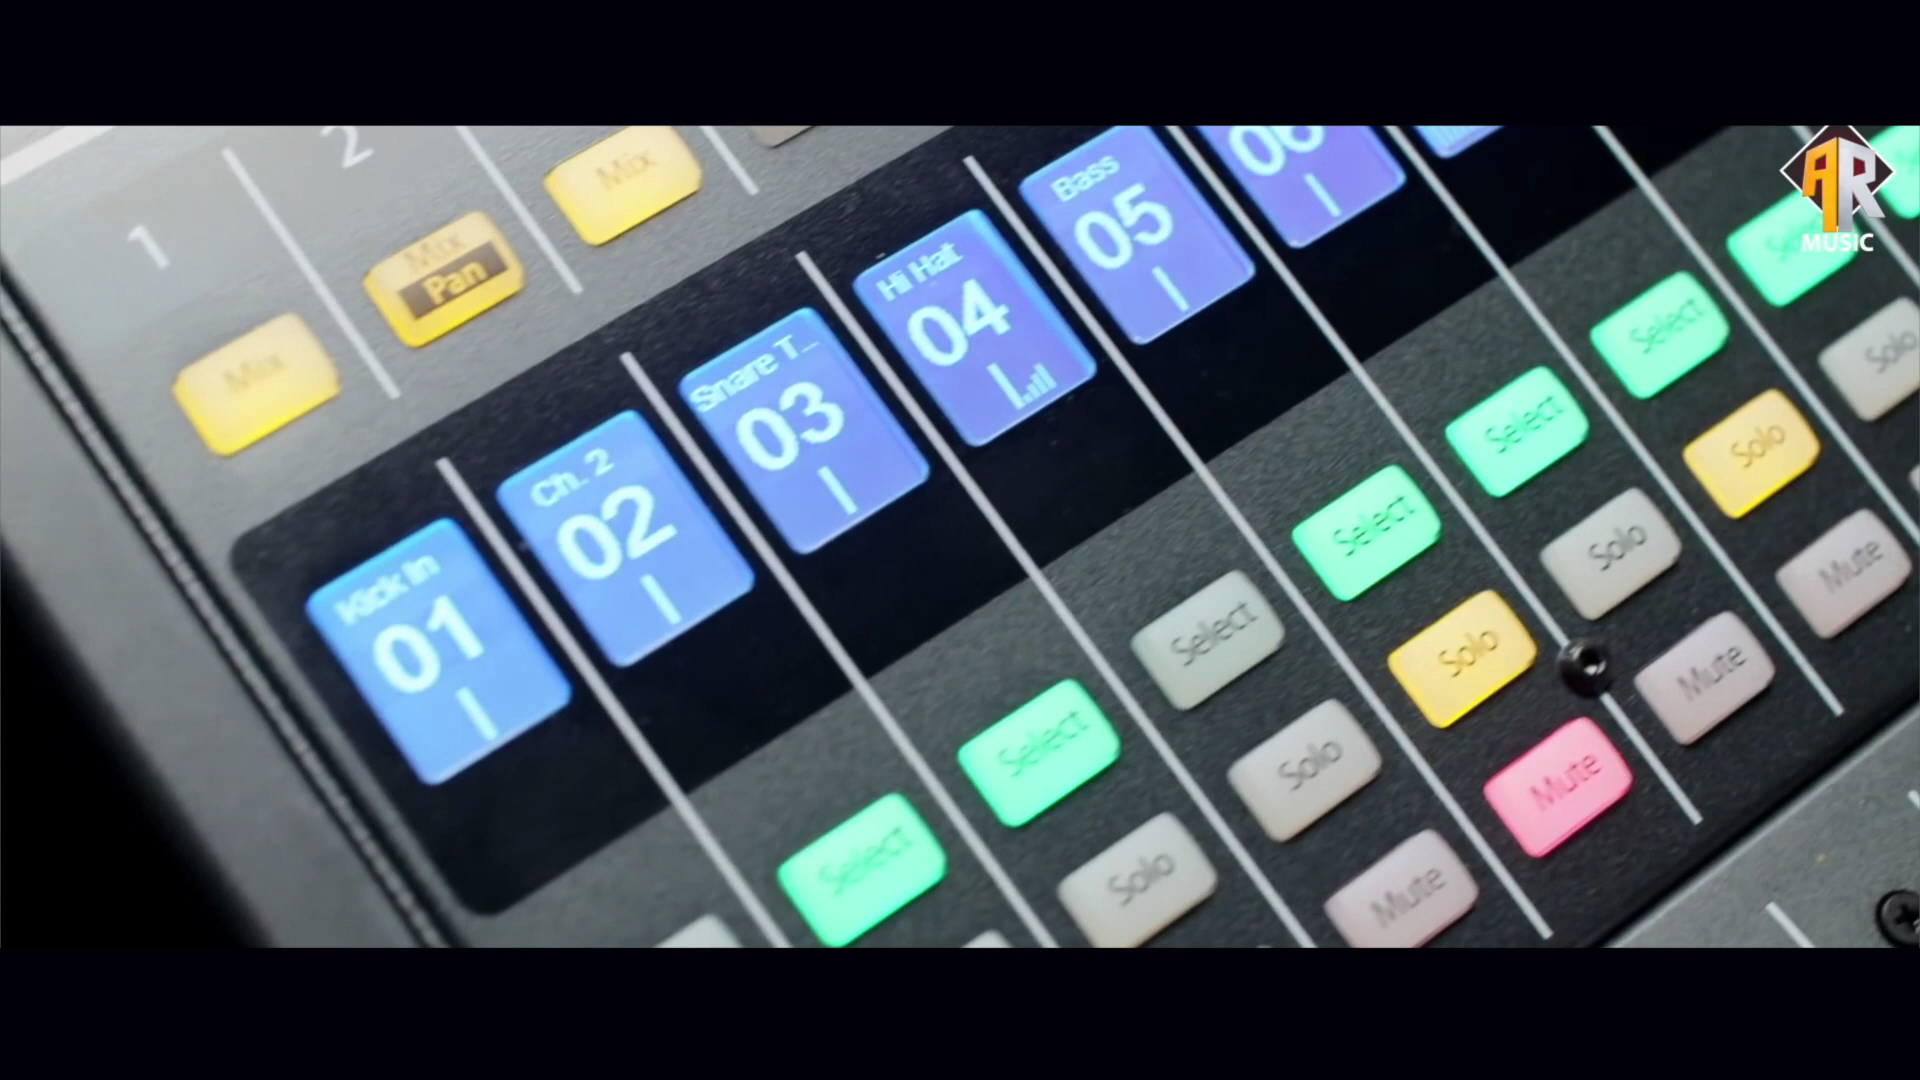 1
2
Mix
Mix
Pan
Mix
Kick In
01
Ch. 2
02
Snare T...
03
Hi Hat
04
Bass
05
06
Select
Select
Select
Select
Select
Select
Solo
Solo
Solo
Solo
Solo
Solo
Mute
Mute
Mute
Mute
AR
MUSIC